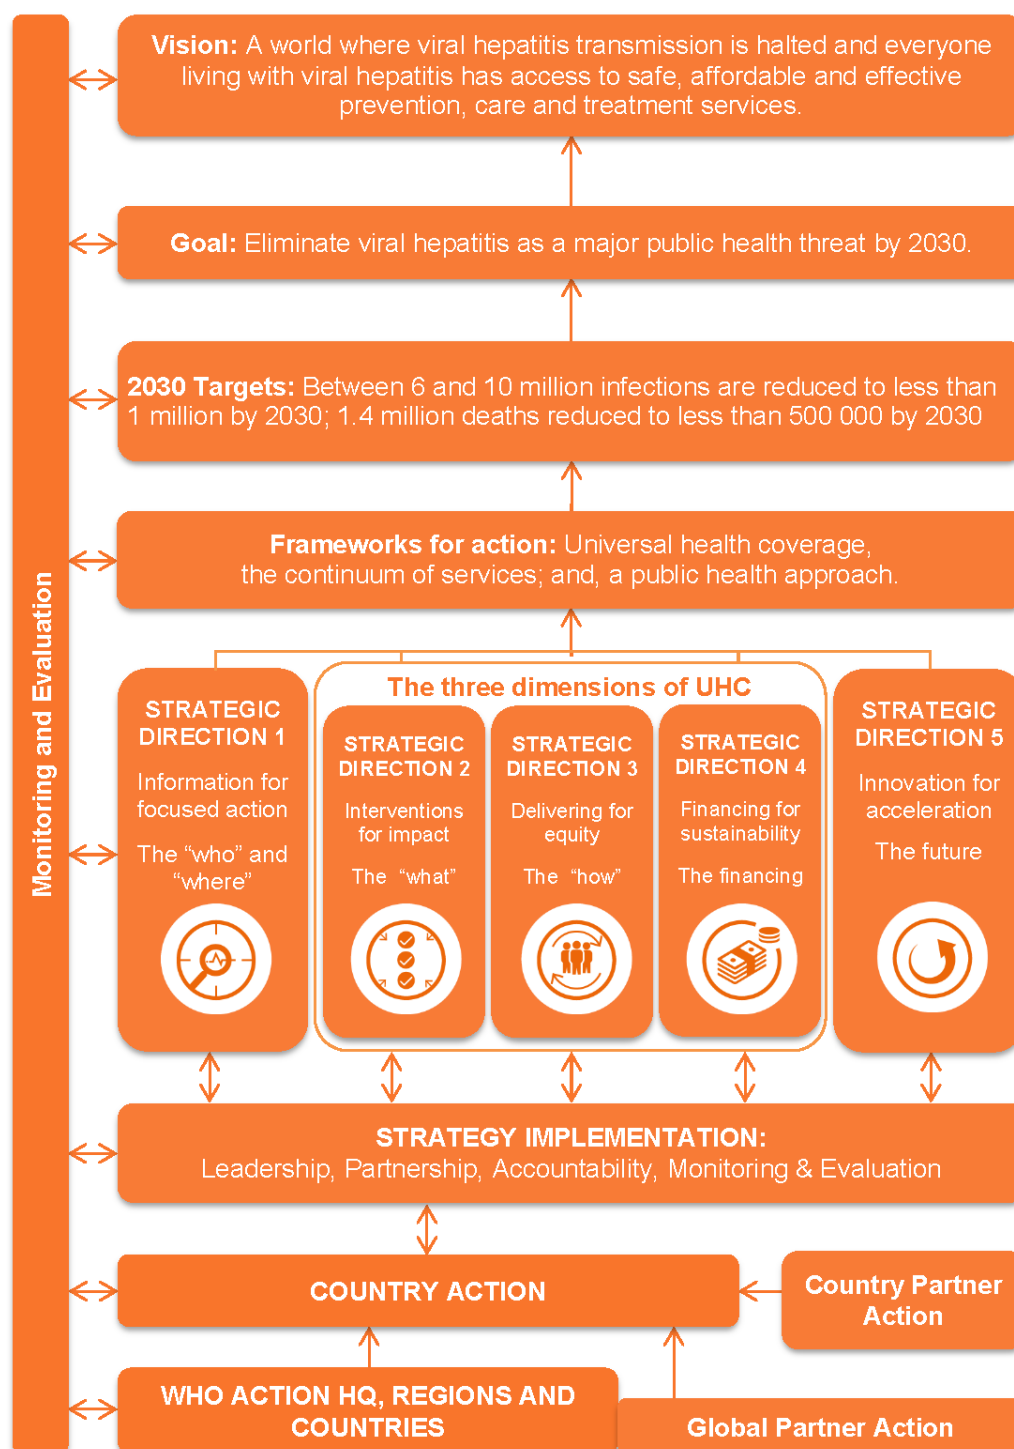 Monitoring and Evaluation
Vision: A world where viral hepatitis transmission is halted and everyone
living with viral hepatitis has access to safe, affordable and effective
prevention, care and treatment services.
Goal: Eliminate viral hepatitis as a major public health threat by 2030.
2030 Targets: Between 6 and 10 million infections are reduced to less than
1 million by 2030; 1.4 million deaths reduced to less than 500 000 by 2030
Frameworks for action: Universal health coverage,
the continuum of services; and, a public health approach.
The three dimensions of UHC
STRATEGIC
DIRECTION 1
Information for
focused action
The “who” and
“where”
STRATEGIC
DIRECTION 2
Interventions
for impact
The “what”
STRATEGIC
DIRECTION 3
Delivering for
equity
The “how”
STRATEGIC
DIRECTION 4
Financing for
sustainability
The financing
STRATEGIC
DIRECTION 5
Innovation for
acceleration
The future
STRATEGY IMPLEMENTATION:
Leadership, Partnership, Accountability, Monitoring & Evaluation
COUNTRY ACTION
Country Partner
Action
WHO ACTION HQ, REGIONS AND
COUNTRIES
Global Partner Action